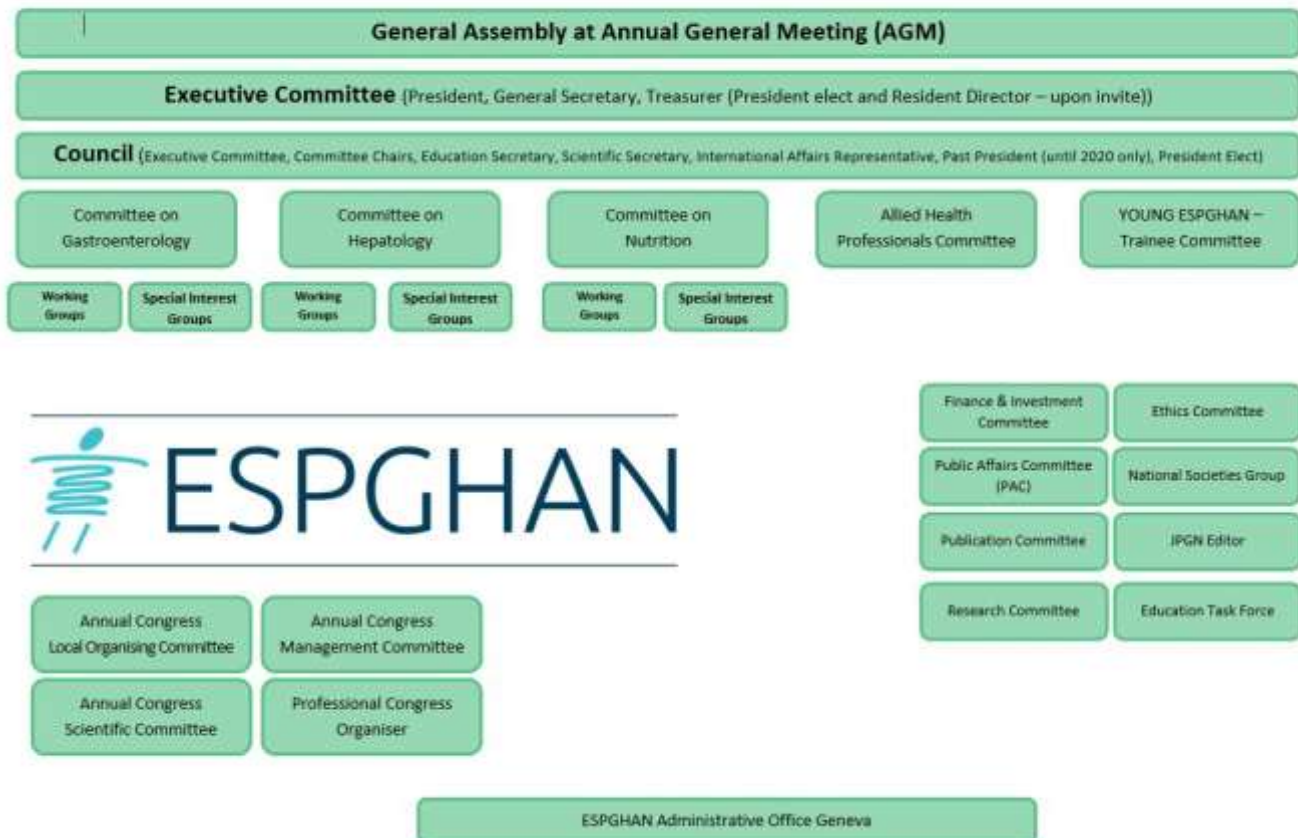 General Assembly at Annual General Meeting (AGM)
Executive Committee (President, General Secretary, Treasurer (President elect and Resident Director – upon invite))
Council (Executive Committee, Committee Chairs, Education Secretary, Scientific Secretary, International Affairs Representative, Past President (until 2020 only), President Elect)
Committee on
Gastroenterology
Committee on
Hepatology
Committee on
Nutrition
Allied Health
Professionals Committee
YOUNG ESPGHAN –
Trainee Committee
Working
Groups
Special Interest
Groups
Working
Groups
Special Interest
Groups
Working
Groups
Special Interest
Groups
Finance & Investment
Committee
Ethics Committee
Public Affairs Committee
(PAC)
National Societies Group
Publication Committee
JPGN Editor
Research Committee
Education Task Force
ESPGHAN
Annual Congress
Local Organising Committee
Annual Congress
Management Committee
Annual Congress
Scientific Committee
Professional Congress
Organiser
ESPGHAN Administrative Office Geneva